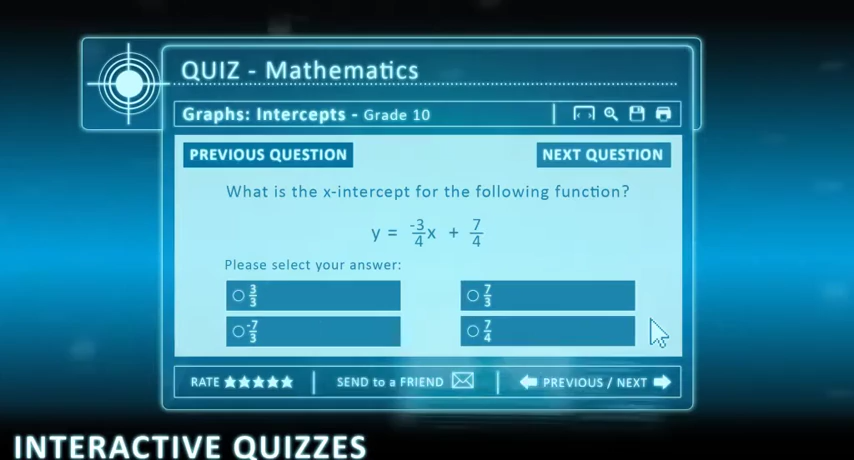 QUIZ - Mathematics
Graphs: Intercepts - Grade 10
PREVIOUS QUESTION
NEXT QUESTION
What is the x-intercept for the following function?
y = -3/4 x + 7/4
Please select your answer:
3/3
7/3
-7/3
7/4
RATE ★★★★★
SEND to a FRIEND
PREVIOUS / NEXT
INTERACTIVE QUIZZES